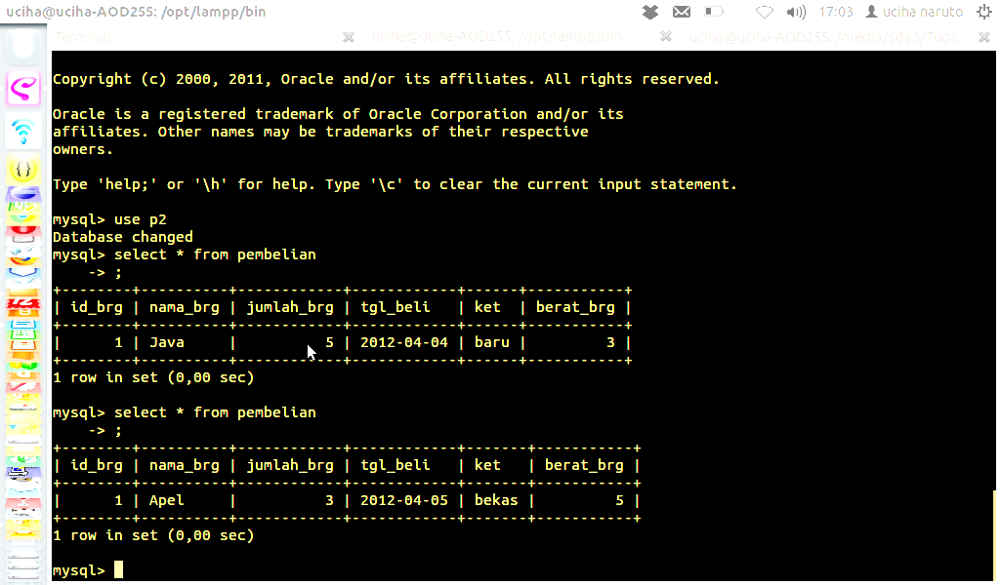 uciha@uciha-AOD255: /opt/lampp/bin 17:03 uciha naruto
Terminal uciha@uciha-AOD255: /opt/lampp/bin uciha@uciha-AOD255: /media/sda3/Tuga...
Copyright (c) 2000, 2011, Oracle and/or its affiliates. All rights reserved.
Oracle is a registered trademark of Oracle Corporation and/or its
affiliates. Other names may be trademarks of their respective
owners.
Type 'help;' or '\h' for help. Type '\c' to clear the current input statement.
mysql> use p2
Database changed
mysql> select * from pembelian
    -> ;
+--------+----------+------------+------------+------+-----------+
| id_brg | nama_brg | jumlah_brg | tgl_beli   | ket  | berat_brg |
+--------+----------+------------+------------+------+-----------+
|      1 | Java     |          5 | 2012-04-04 | baru |         3 |
+--------+----------+------------+------------+------+-----------+
1 row in set (0,00 sec)
mysql> select * from pembelian
    -> ;
+--------+----------+------------+------------+-------+-----------+
| id_brg | nama_brg | jumlah_brg | tgl_beli   | ket   | berat_brg |
+--------+----------+------------+------------+-------+-----------+
|      1 | Apel     |          3 | 2012-04-05 | bekas |         5 |
+--------+----------+------------+------------+-------+-----------+
1 row in set (0,00 sec)
mysql>